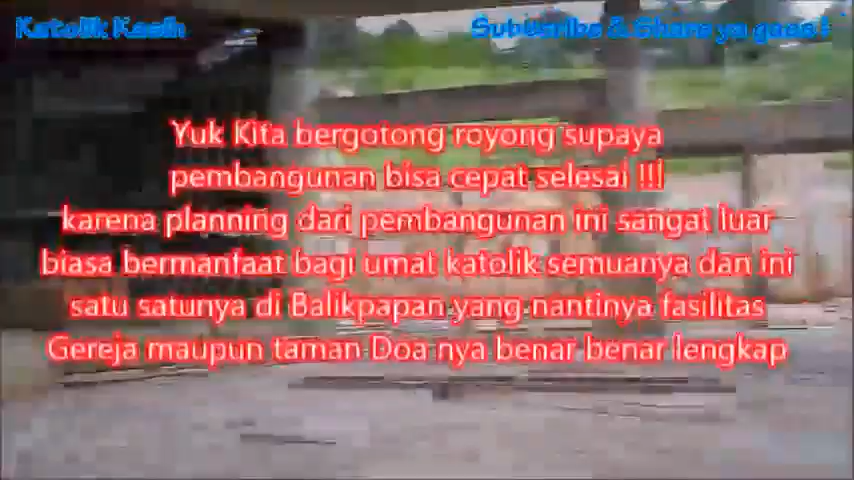 Katolik Kasih
Subscribe & Share ya gaes !
Yuk Kita bergotong royong supaya
pembangunan bisa cepat selesai !!!
karena planning dari pembangunan ini sangat luar
biasa bermanfaat bagi umat katolik semuanya dan ini
satu satunya di Balikpapan yang nantinya fasilitas
Gereja maupun taman Doa nya benar benar lengkap